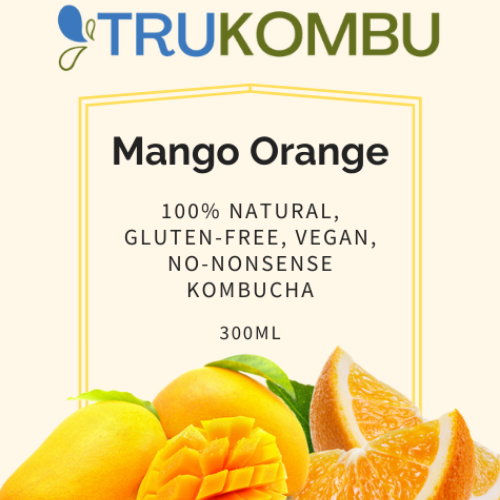 TRUKOMBU
Mango Orange
100% NATURAL,
GLUTEN-FREE, VEGAN,
NO-NONSENSE
KOMBUCHA
300ML